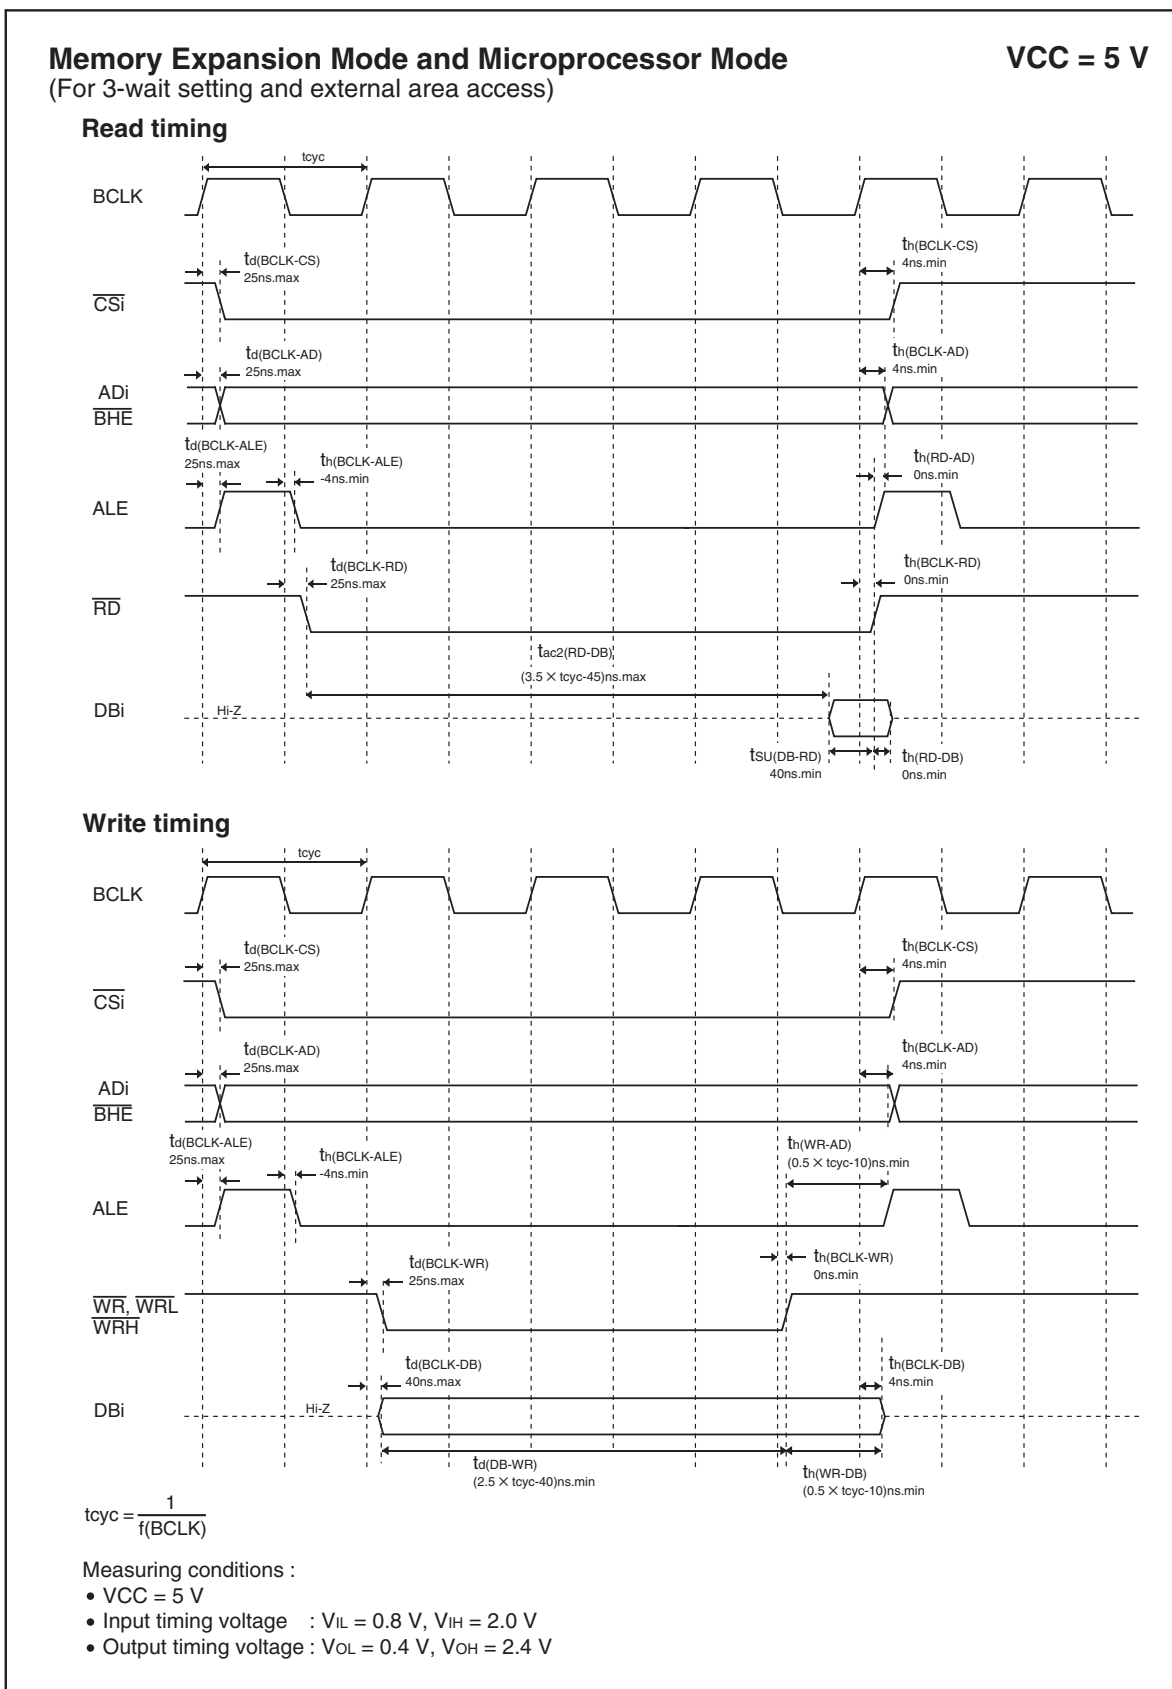 Memory Expansion Mode and Microprocessor Mode VCC = 5 V
(For 3-wait setting and external area access)
Read timing
tcyc
BCLK
td(BCLK-CS)
25ns.max
th(BCLK-CS)
4ns.min
CSi
td(BCLK-AD)
25ns.max
th(BCLK-AD)
4ns.min
ADi
BHE
td(BCLK-ALE)
25ns.max
th(BCLK-ALE)
-4ns.min
th(RD-AD)
0ns.min
ALE
td(BCLK-RD)
25ns.max
th(BCLK-RD)
0ns.min
RD
tac2(RD-DB)
(3.5 × tcyc-45)ns.max
DBi
Hi-Z
tSU(DB-RD)
40ns.min
th(RD-DB)
0ns.min
Write timing
tcyc
BCLK
td(BCLK-CS)
25ns.max
th(BCLK-CS)
4ns.min
CSi
td(BCLK-AD)
25ns.max
th(BCLK-AD)
4ns.min
ADi
BHE
td(BCLK-ALE)
25ns.max
th(BCLK-ALE)
-4ns.min
th(WR-AD)
(0.5 × tcyc-10)ns.min
ALE
td(BCLK-WR)
25ns.max
th(BCLK-WR)
0ns.min
WR, WRL
WRH
td(BCLK-DB)
40ns.max
th(BCLK-DB)
4ns.min
DBi
Hi-Z
td(DB-WR)
(2.5 × tcyc-40)ns.min
th(WR-DB)
(0.5 × tcyc-10)ns.min
tcyc = 1
f(BCLK)
Measuring conditions :
• VCC = 5 V
• Input timing voltage : VIL = 0.8 V, VIH = 2.0 V
• Output timing voltage : VOL = 0.4 V, VOH = 2.4 V